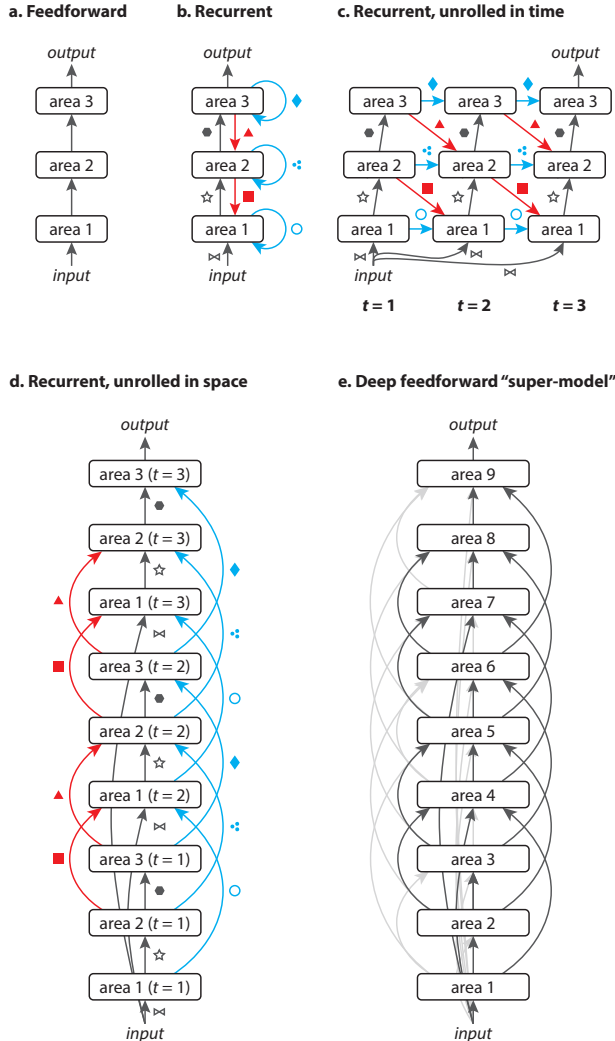 a. Feedforward
b. Recurrent
c. Recurrent, unrolled in time
output
area 3
area 2
area 1
input
output
area 3
area 2
area 1
input
output
area 3
area 3
area 3
area 2
area 2
area 2
area 1
area 1
area 1
input
t = 1
t = 2
t = 3
d. Recurrent, unrolled in space
output
area 3 (t = 3)
area 2 (t = 3)
area 1 (t = 3)
area 3 (t = 2)
area 2 (t = 2)
area 1 (t = 2)
area 3 (t = 1)
area 2 (t = 1)
area 1 (t = 1)
input
e. Deep feedforward “super-model”
output
area 9
area 8
area 7
area 6
area 5
area 4
area 3
area 2
area 1
input